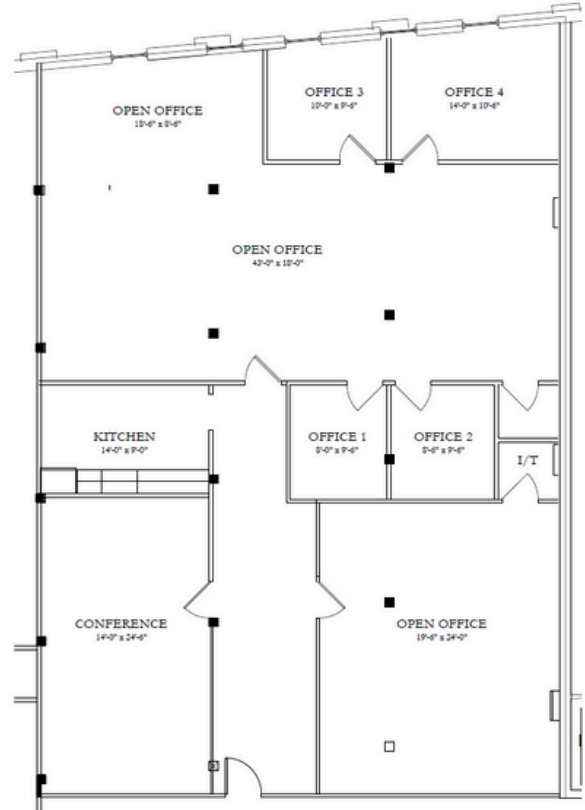 OPEN OFFICE
18'-6" x 8'-6"
OFFICE 3
10'-0" x 9'-6"
OFFICE 4
14'-0" x 10'-6"
OPEN OFFICE
43'-0" x 18'-0"
KITCHEN
14'-0" x 9'-0"
OFFICE 1
8'-0" x 9'-6"
OFFICE 2
8'-6" x 9'-6"
I/T
CONFERENCE
14'-0" x 24'-6"
OPEN OFFICE
19'-6" x 24'-0"